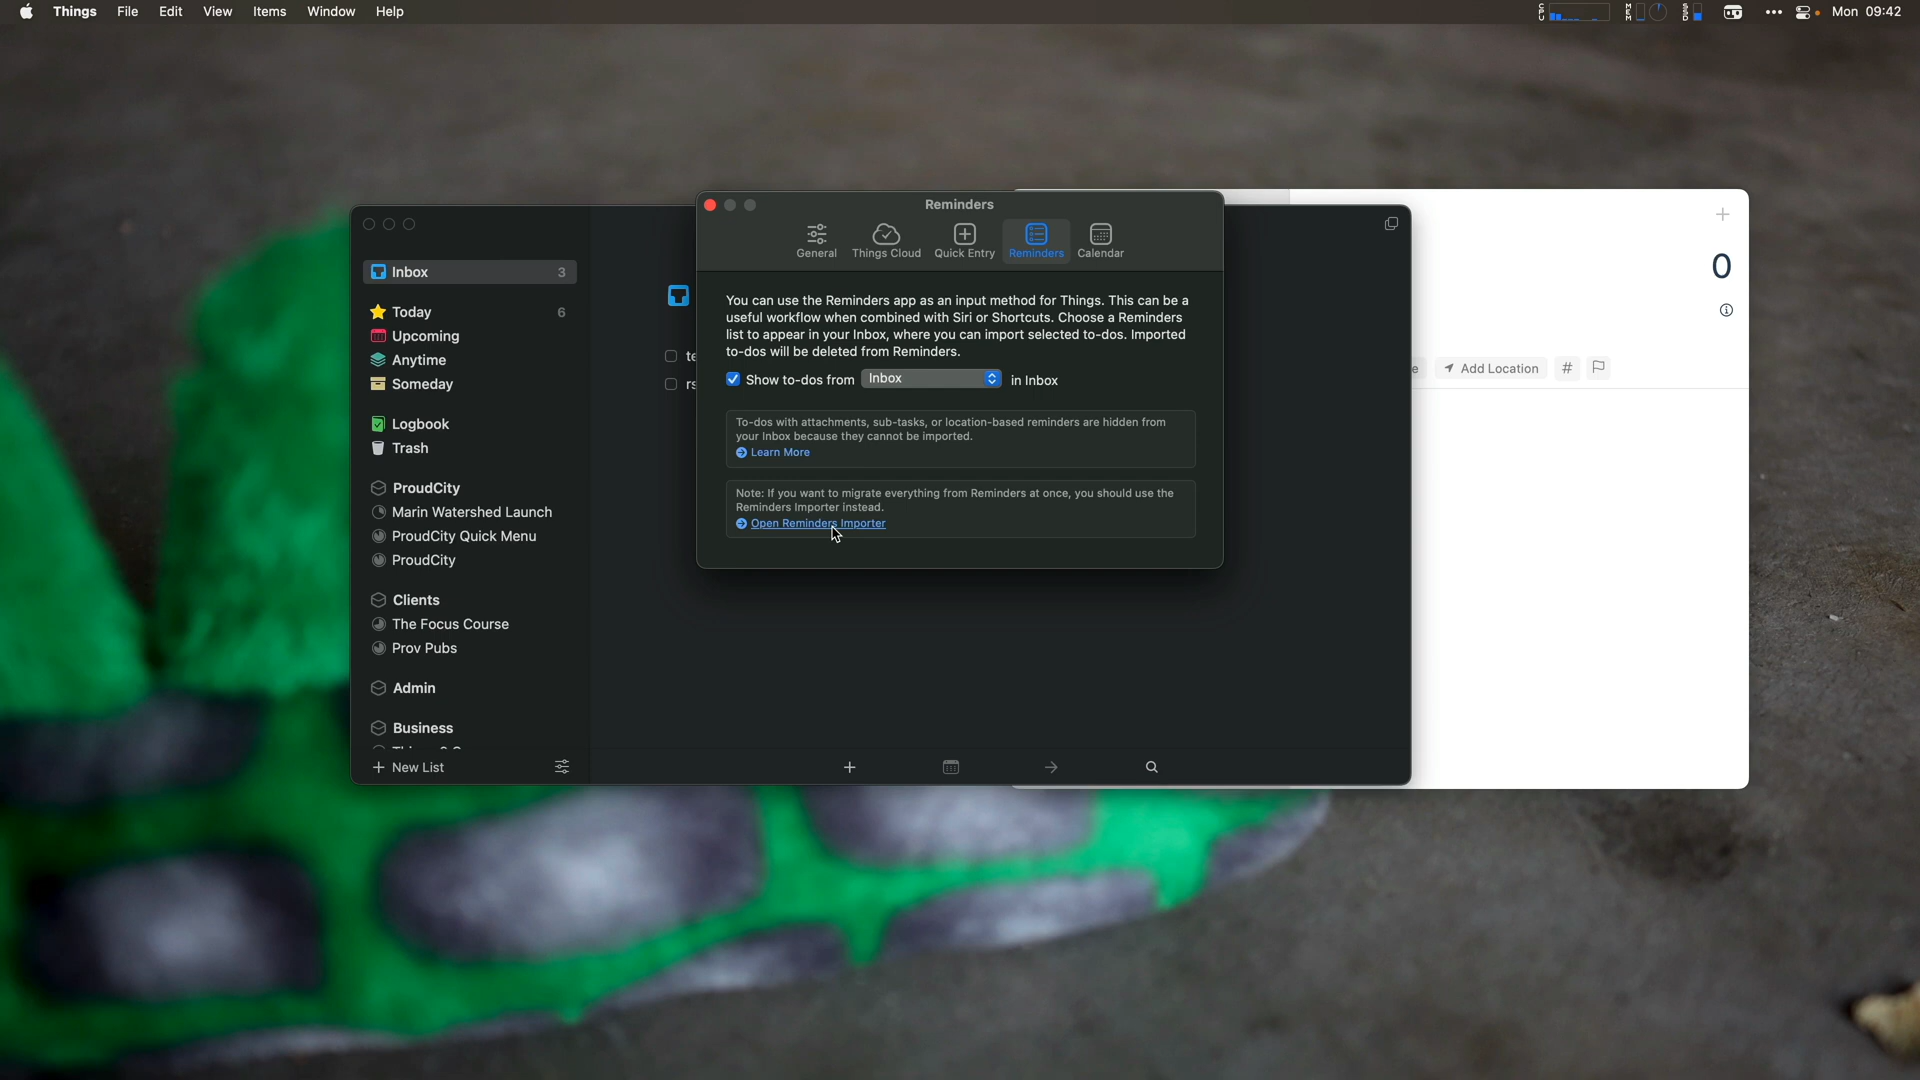 Things File Edit View Items Window Help
CPU MEM SSD Mon 09:42
Reminders
General Things Cloud Quick Entry Reminders Calendar
You can use the Reminders app as an input method for Things. This can be a
useful workflow when combined with Siri or Shortcuts. Choose a Reminders
list to appear in your Inbox, where you can import selected to-dos. Imported
to-dos will be deleted from Reminders.
Show to-dos from Inbox in Inbox
To-dos with attachments, sub-tasks, or location-based reminders are hidden from
your Inbox because they cannot be imported.
Learn More
Note: If you want to migrate everything from Reminders at once, you should use the
Reminders Importer instead.
Open Reminders Importer
Inbox 3
Today 6
Upcoming
Anytime
Someday
Logbook
Trash
ProudCity
Marin Watershed Launch
ProudCity Quick Menu
ProudCity
Clients
The Focus Course
Prov Pubs
Admin
Business
+ New List
te
rs
0
e Add Location #